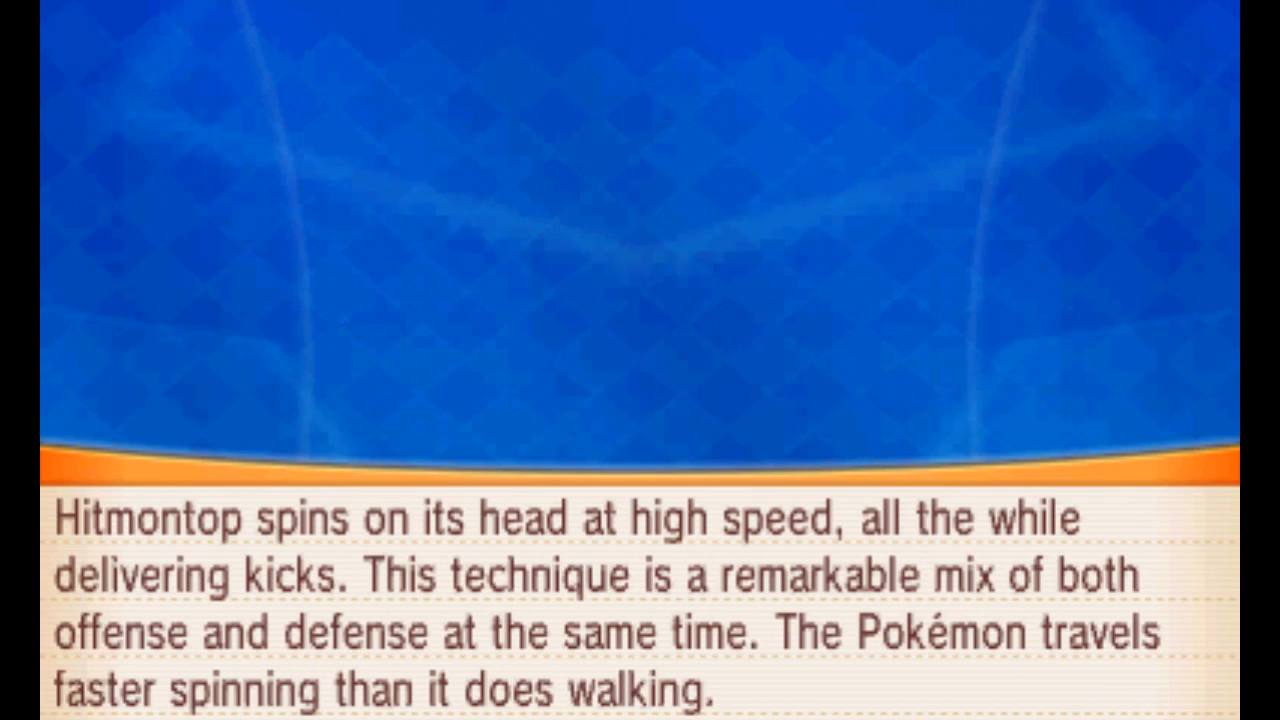 Hitmontop spins on its head at high speed, all the while
delivering kicks. This technique is a remarkable mix of both
offense and defense at the same time. The Pokémon travels
faster spinning than it does walking.